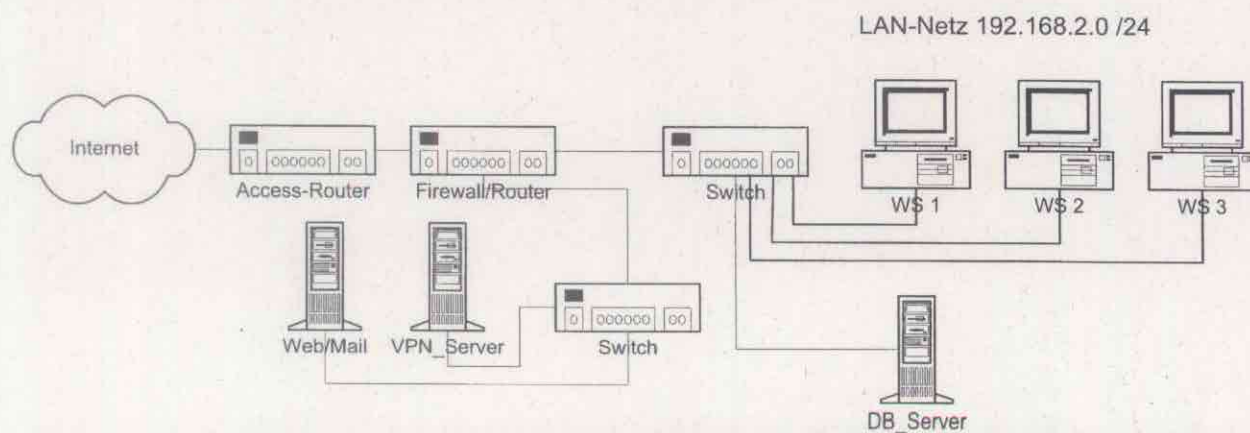 LAN-Netz 192.168.2.0 /24
Internet
Access-Router
Firewall/Router
Switch
WS 1
WS 2
WS 3
Web/Mail
VPN_Server
Switch
DB_Server